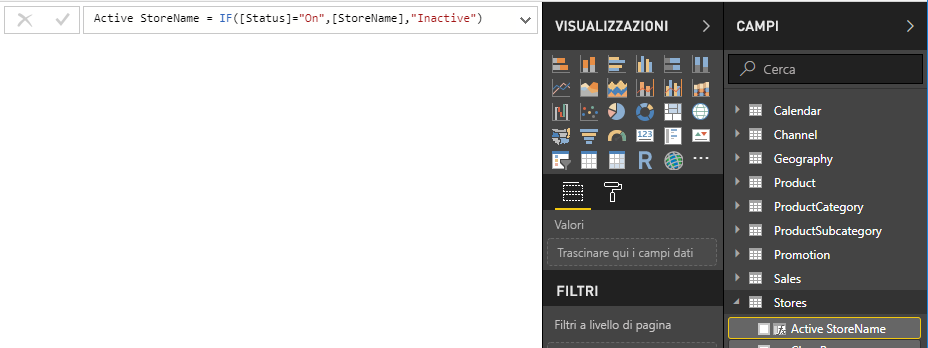 Active StoreName = IF([Status]="On",[StoreName],"Inactive")
VISUALIZZAZIONI
123
R
Valori
Trascinare qui i campi dati
FILTRI
Filtri a livello di pagina
CAMPI
Cerca
Calendar
Channel
Geography
Product
ProductCategory
ProductSubcategory
Promotion
Sales
Stores
Active StoreName